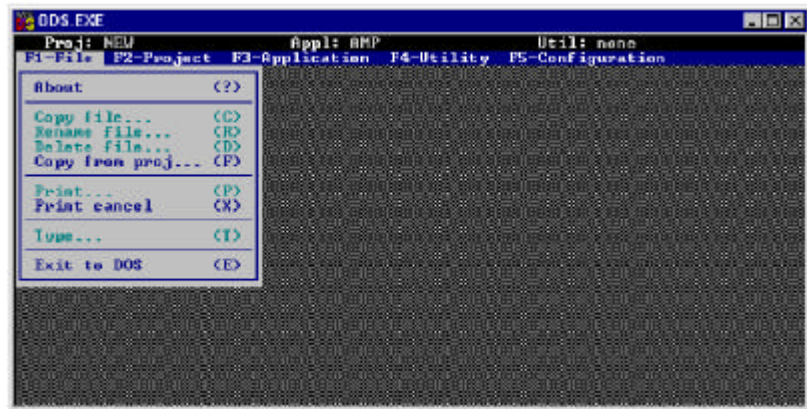 ODS.EXE
Proj: NEW Appl: AMP Util: none
F1-File F2-Project F3-Application F4-Utility F5-Configuration
About (?)
Copy file... (C)
Rename file... (R)
Delete file... (D)
Copy from proj... (F)
Print... (P)
Print cancel (X)
Type... (T)
Exit to DOS (E)